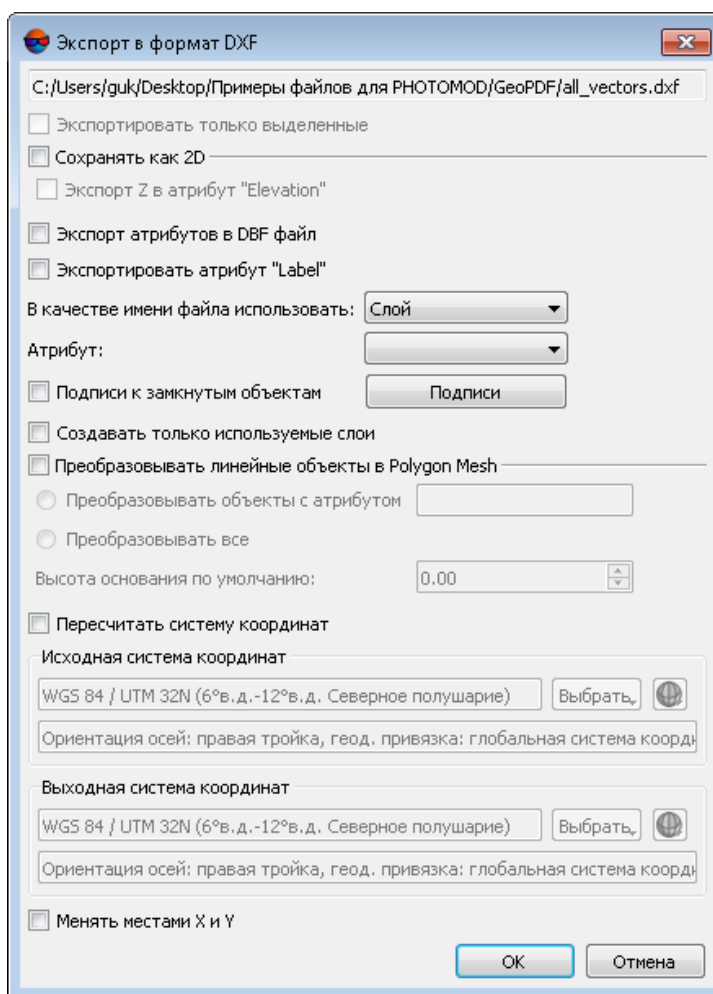 Экспорт в формат DXF
C:/Users/guk/Desktop/Примеры файлов для PHOTOMOD/GeoPDF/all_vectors.dxf
Экспортировать только выделенные
Сохранять как 2D
Экспорт Z в атрибут "Elevation"
Экспорт атрибутов в DBF файл
Экспортировать атрибут "Label"
В качестве имени файла использовать: Слой
Атрибут:
Подписи к замкнутым объектам Подписи
Создавать только используемые слои
Преобразовывать линейные объекты в Polygon Mesh
Преобразовывать объекты с атрибутом
Преобразовывать все
Высота основания по умолчанию: 0.00
Пересчитать систему координат
Исходная система координат
WGS 84 / UTM 32N (6°в.д.-12°в.д. Северное полушарие) Выбрать
Ориентация осей: правая тройка, геод. привязка: глобальная система коорди
Выходная система координат
WGS 84 / UTM 32N (6°в.д.-12°в.д. Северное полушарие) Выбрать
Ориентация осей: правая тройка, геод. привязка: глобальная система коорди
Менять местами X и Y
OK Отмена